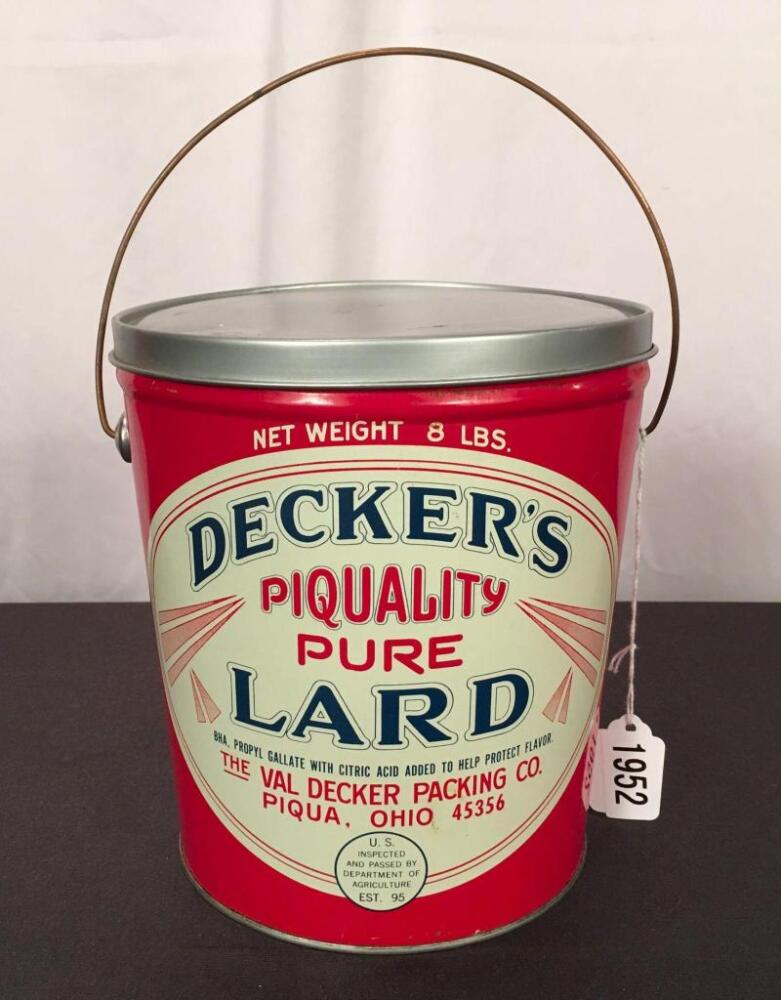 NET WEIGHT 8 LBS.
DECKER'S
PIQUALITY
PURE
LARD
BHA, PROPYL GALLATE WITH CITRIC ACID ADDED TO HELP PROTECT FLAVOR.
THE VAL DECKER PACKING CO.
PIQUA, OHIO 45356
U. S.
INSPECTED
AND PASSED BY
DEPARTMENT OF
AGRICULTURE
EST. 95
1952